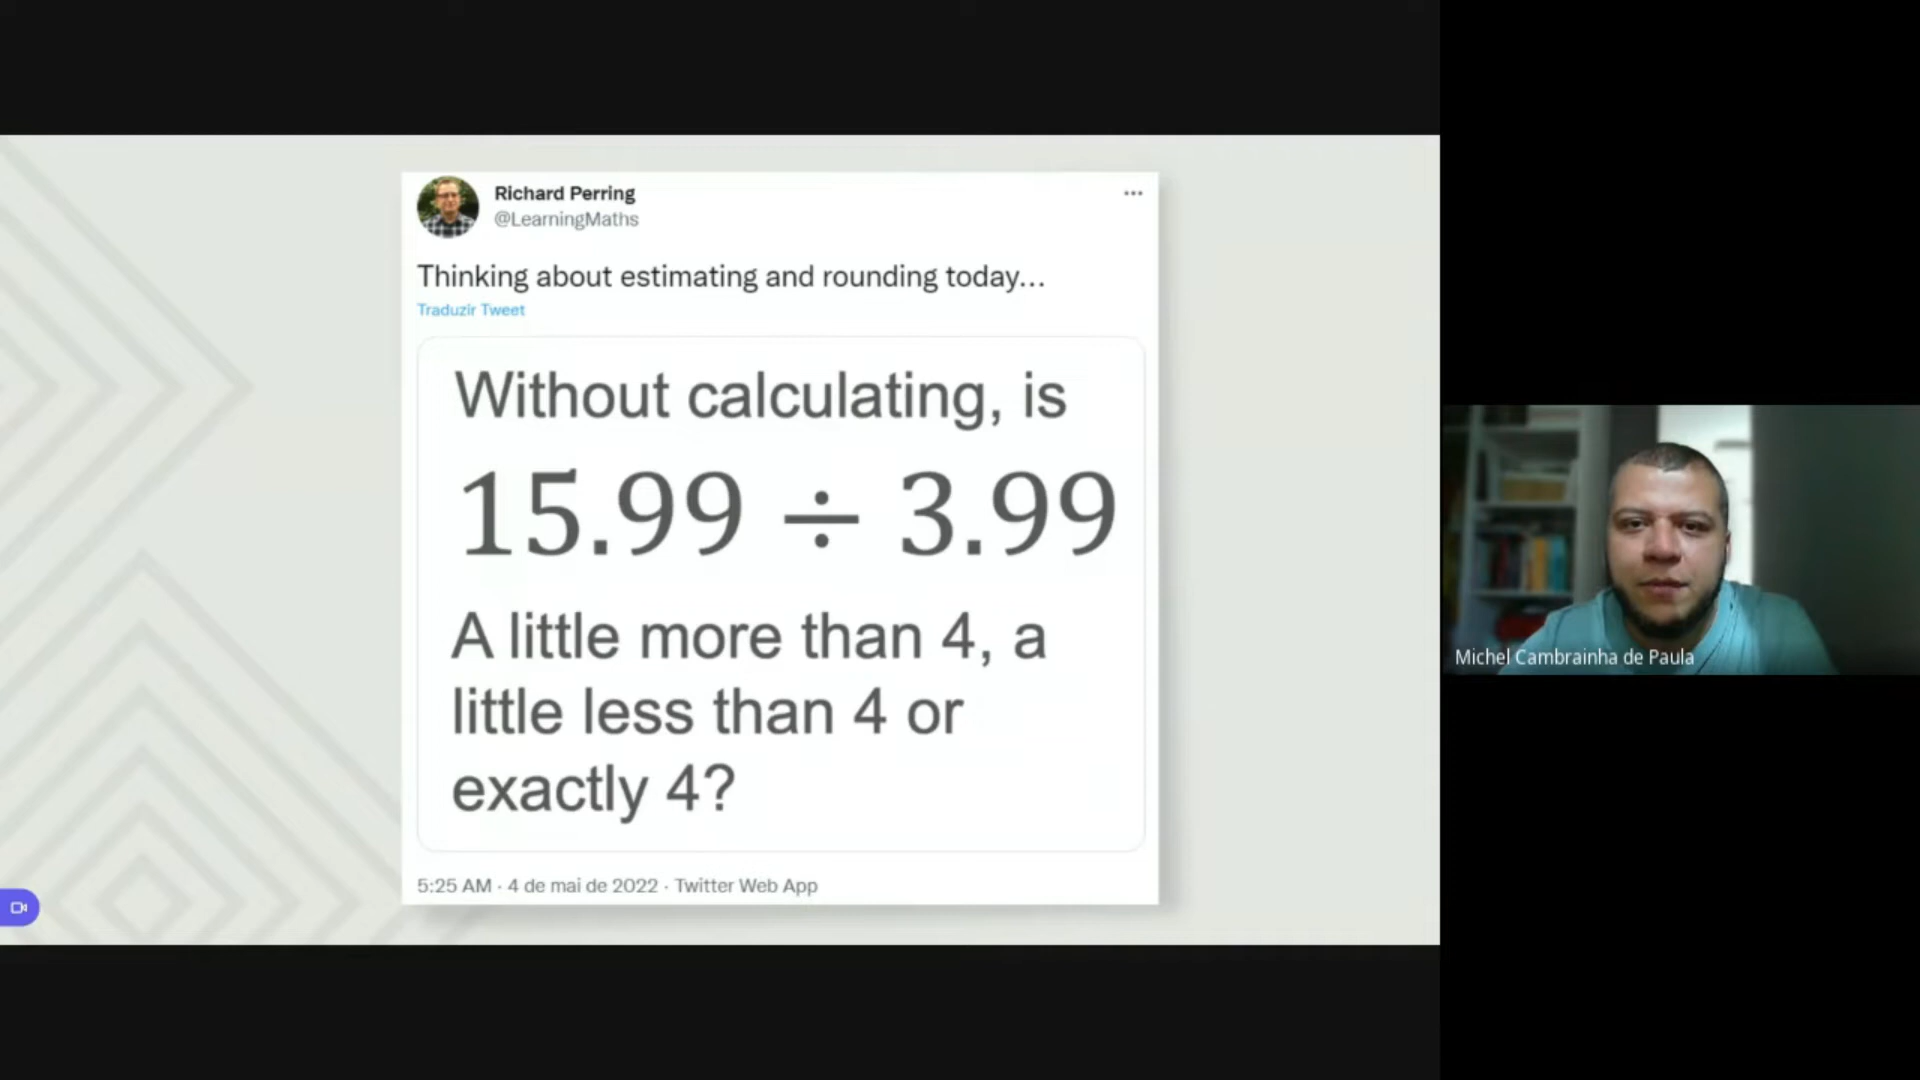 Richard Perring
@LearningMaths
Thinking about estimating and rounding today...
Traduzir Tweet
Without calculating, is
15.99 ÷ 3.99
A little more than 4, a
little less than 4 or
exactly 4?
5:25 AM · 4 de mai de 2022 · Twitter Web App
Michel Cambrainha de Paula